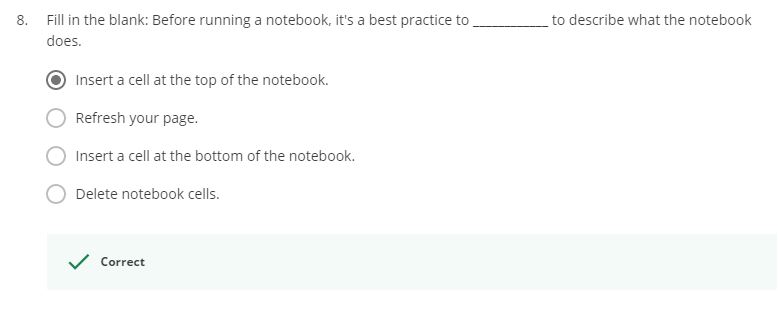 8. Fill in the blank: Before running a notebook, it's a best practice to ____________ to describe what the notebook
does.
Insert a cell at the top of the notebook.
Refresh your page.
Insert a cell at the bottom of the notebook.
Delete notebook cells.
Correct